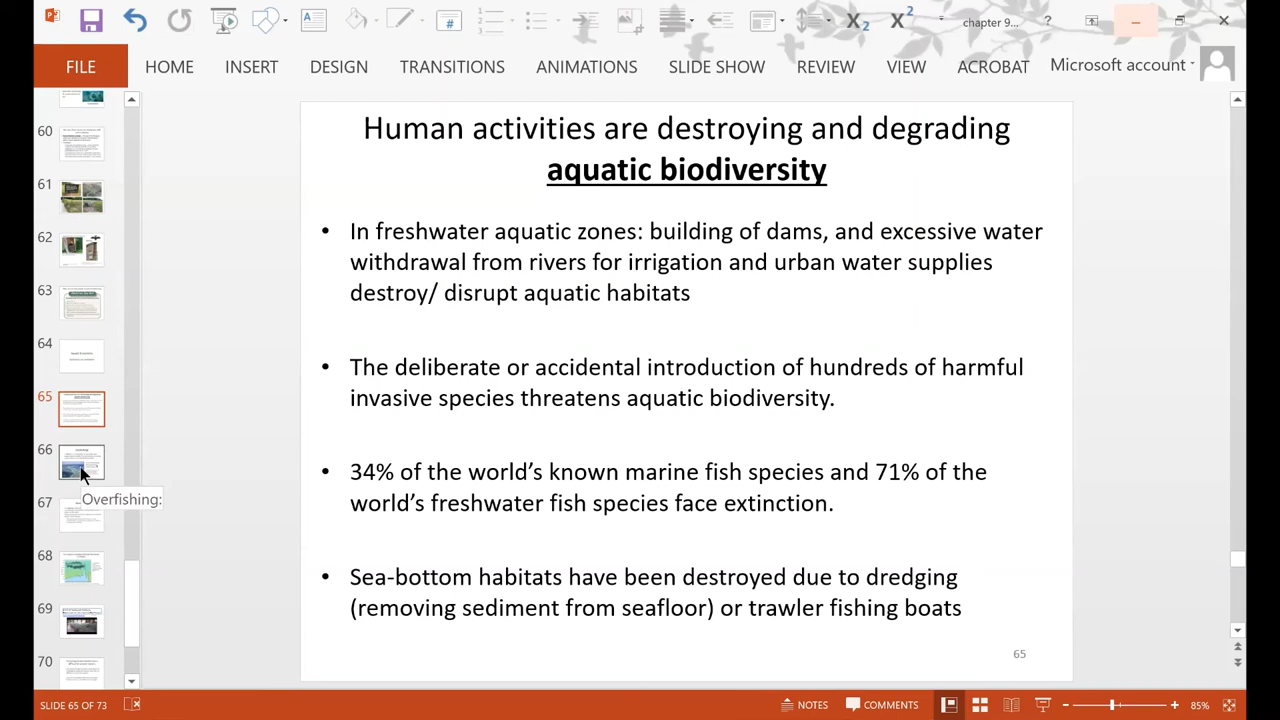 chapter 9...
?
FILE
HOME
INSERT
DESIGN
TRANSITIONS
ANIMATIONS
SLIDE SHOW
REVIEW
VIEW
ACROBAT
Microsoft account
60
61
62
63
64
65
66
Overfishing:
67
68
69
70
Human activities are destroying and degrading
aquatic biodiversity
• In freshwater aquatic zones: building of dams, and excessive water
withdrawal from rivers for irrigation and urban water supplies
destroy/ disrupt aquatic habitats
• The deliberate or accidental introduction of hundreds of harmful
invasive species threatens aquatic biodiversity.
• 34% of the world's known marine fish species and 71% of the
world's freshwater fish species face extinction.
• Sea-bottom habitats have been destroyed due to dredging
(removing sediment from seafloor) or trawler fishing boats
65
SLIDE 65 OF 73
NOTES
COMMENTS
85%